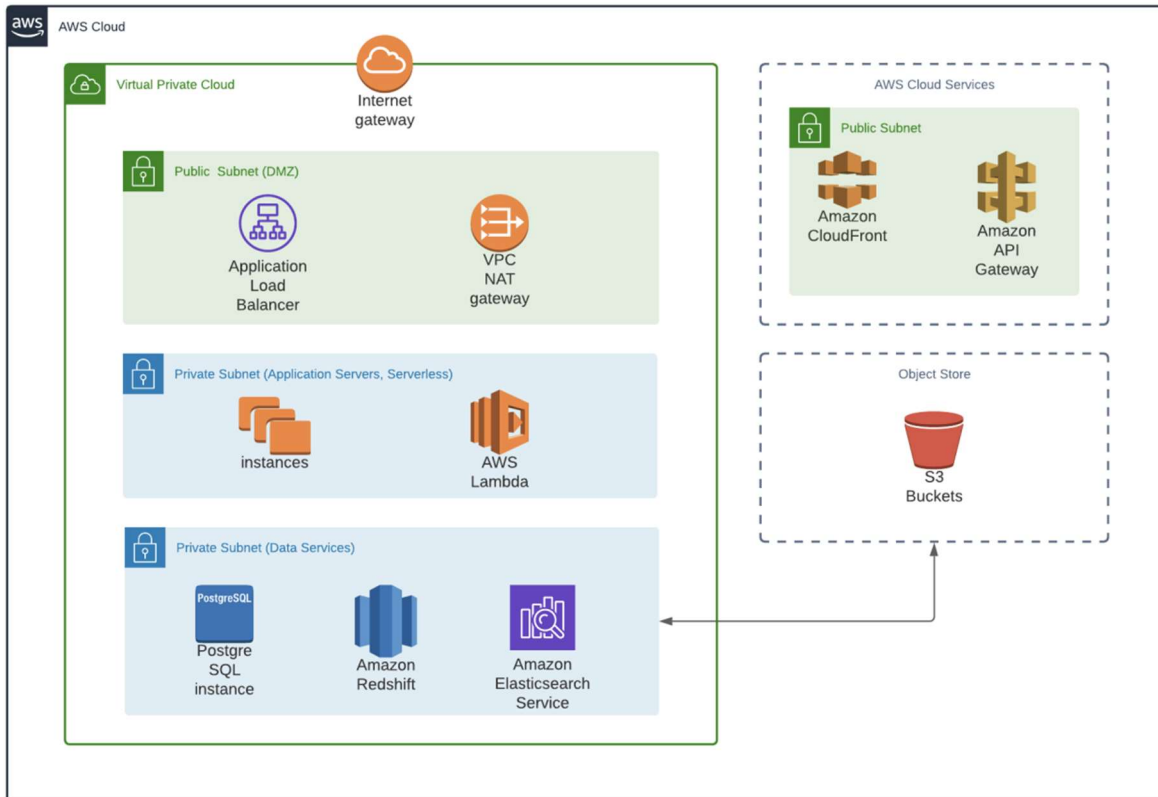 aws
AWS Cloud
Virtual Private Cloud
Internet
gateway
Public Subnet (DMZ)
Application
Load
Balancer
VPC
NAT
gateway
Private Subnet (Application Servers, Serverless)
instances
AWS
Lambda
Private Subnet (Data Services)
PostgreSQL
Postgre
SQL
instance
Amazon
Redshift
Amazon
Elasticsearch
Service
AWS Cloud Services
Public Subnet
Amazon
CloudFront
Amazon
API
Gateway
Object Store
S3
Buckets